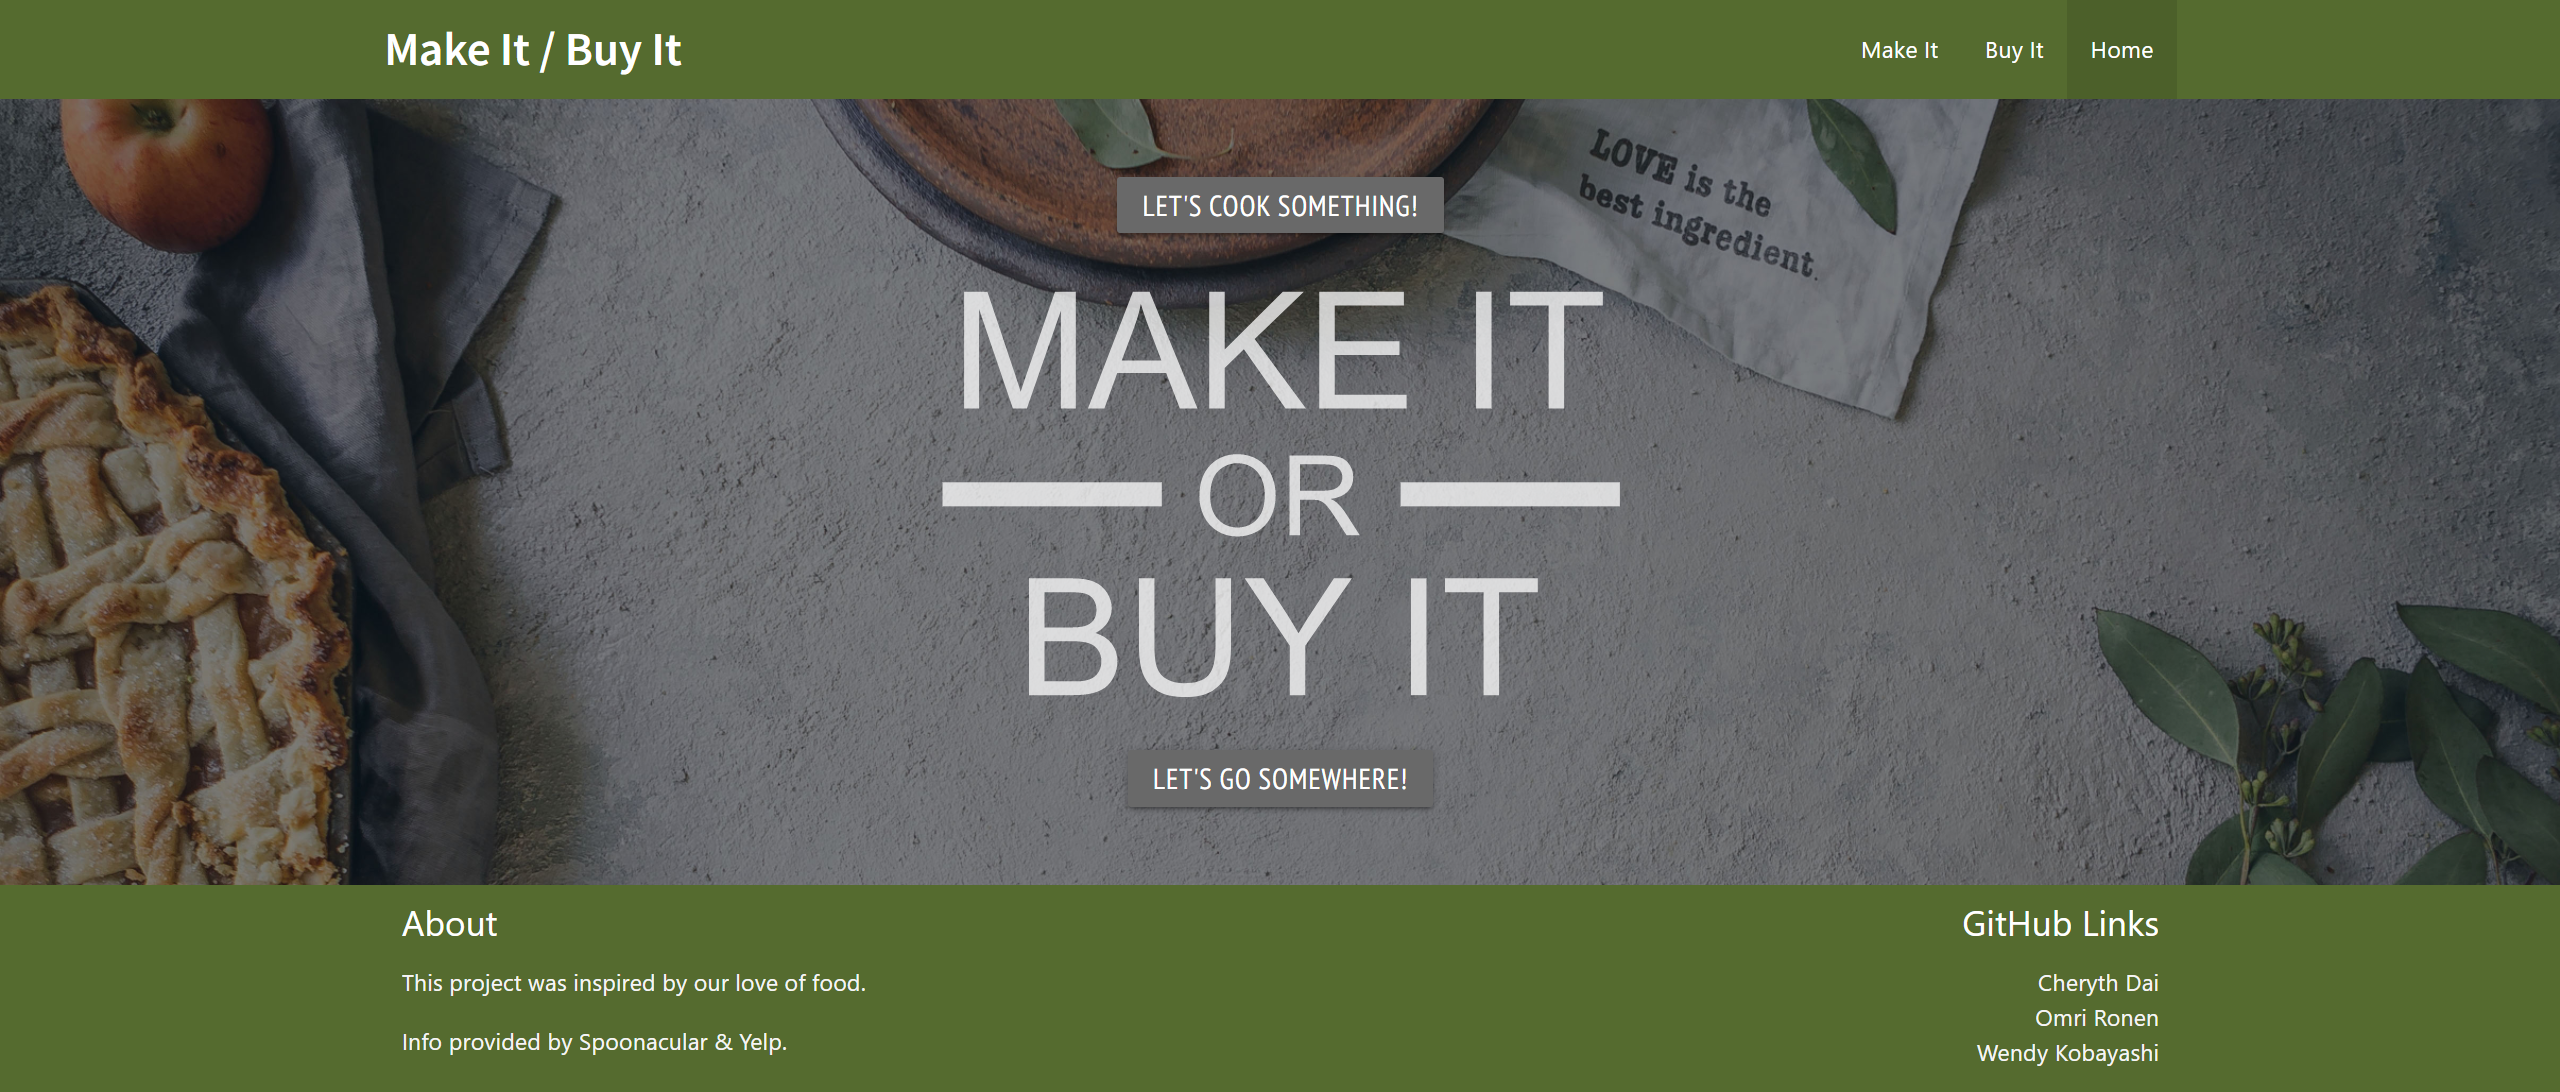 Make It / Buy It
Make It
Buy It
Home
LOVE is the
best ingredient.
LET'S COOK SOMETHING!
MAKE IT
OR
BUY IT
LET'S GO SOMEWHERE!
About
This project was inspired by our love of food.
Info provided by Spoonacular & Yelp.
GitHub Links
Cheryth Dai
Omri Ronen
Wendy Kobayashi